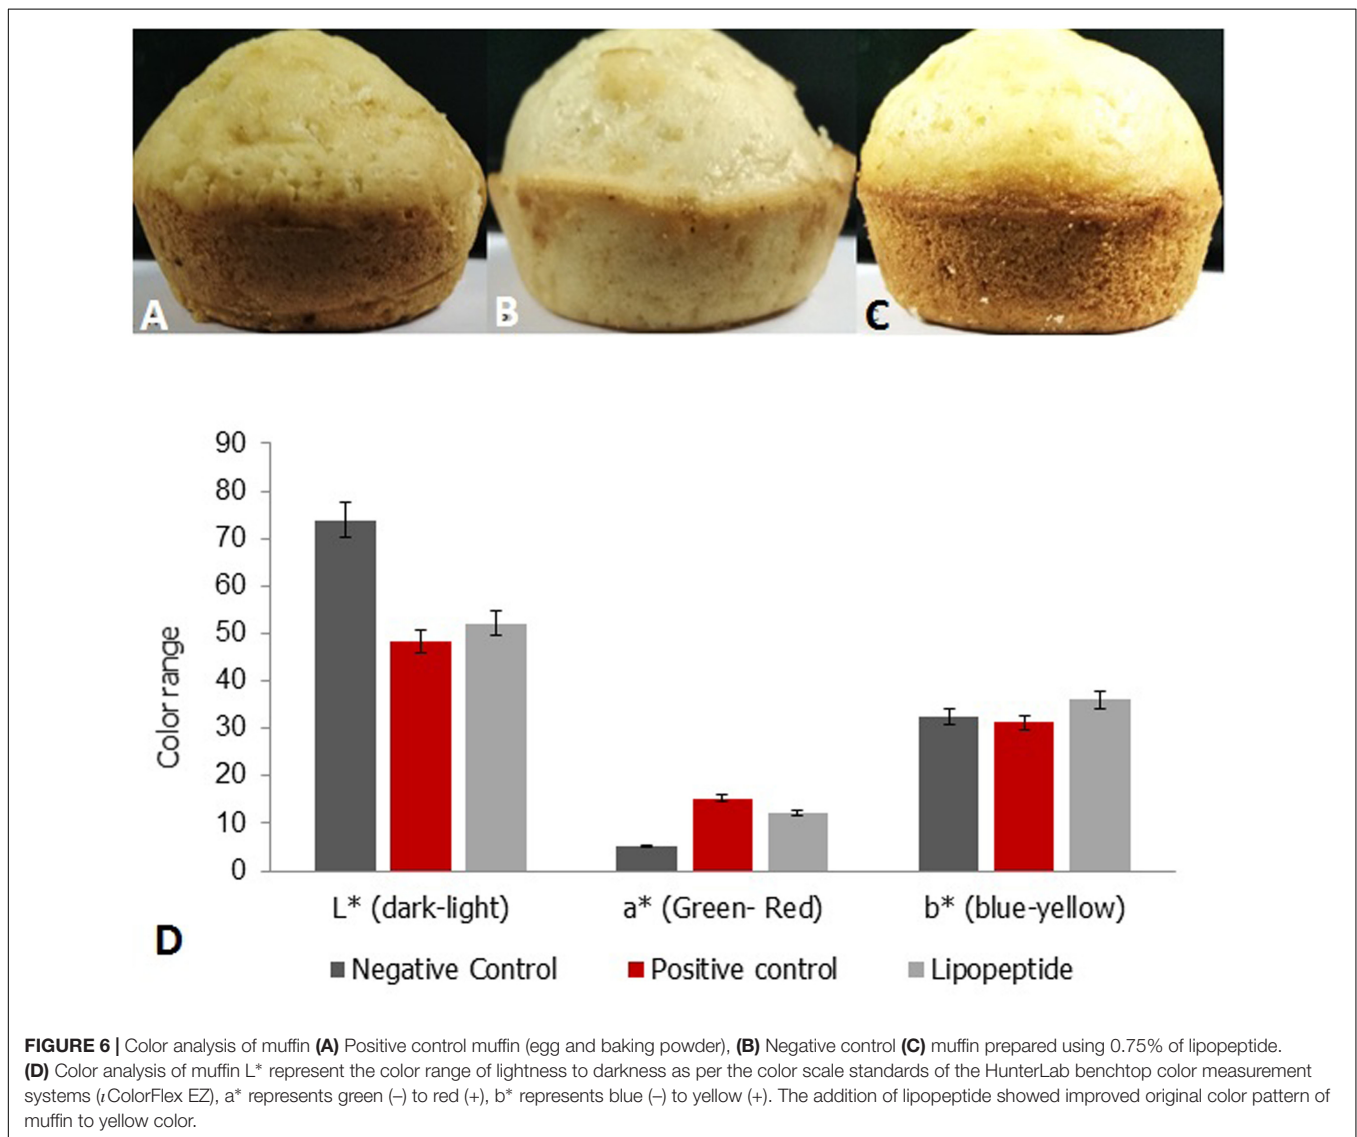 A
B
C
90
80
70
60
50
40
30
20
10
0
Color range
L* (dark-light)
a* (Green- Red)
b* (blue-yellow)
D
Negative Control
Positive control
Lipopeptide
FIGURE 6 | Color analysis of muffin (A) Positive control muffin (egg and baking powder), (B) Negative control (C) muffin prepared using 0.75% of lipopeptide.
(D) Color analysis of muffin L* represent the color range of lightness to darkness as per the color scale standards of the HunterLab benchtop color measurement
systems (ιColorFlex EZ), a* represents green (–) to red (+), b* represents blue (–) to yellow (+). The addition of lipopeptide showed improved original color pattern of
muffin to yellow color.